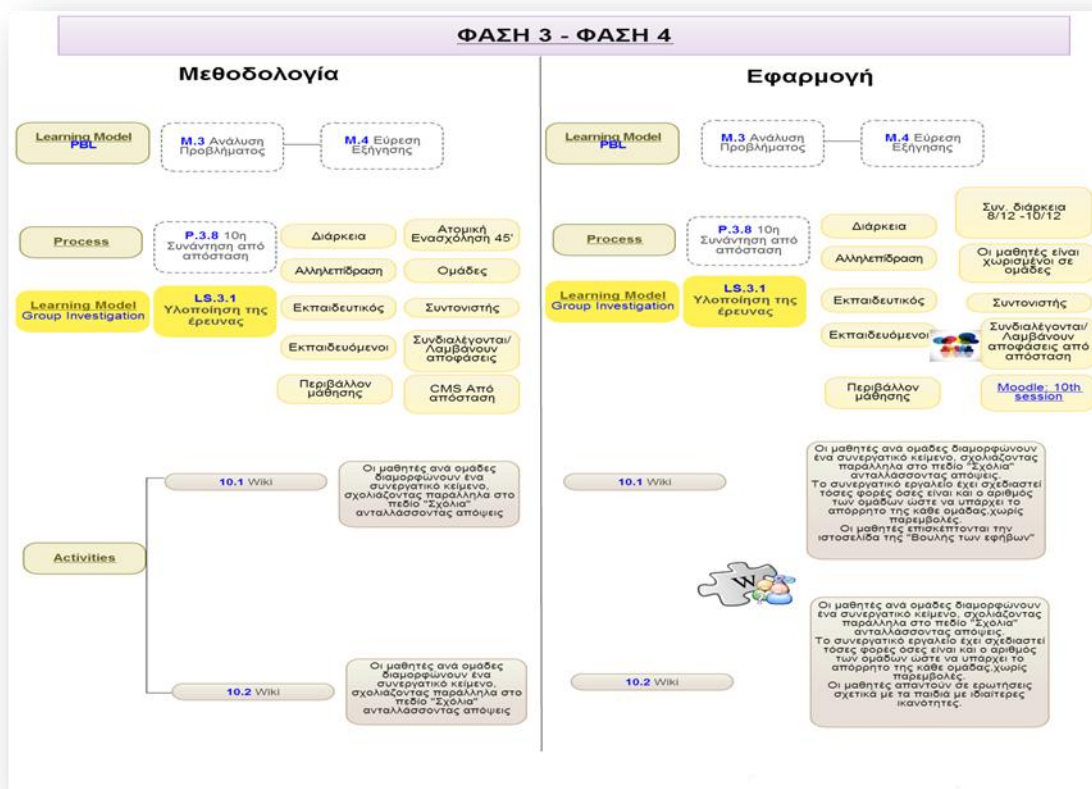 ΦΑΣΗ 3 - ΦΑΣΗ 4
Μεθοδολογία
Learning Model
PBL
M.3 Ανάλυση
Προβλήματος
M.4 Εύρεση
Εξήγησης
Process
P.3.8 10η
Συνάντηση από
απόσταση
Διάρκεια
Ατομική
Ενασχόληση 45'
Αλληλεπίδραση
Ομάδες
Learning Model
Group Investigation
LS.3.1
Υλοποίηση της
έρευνας
Εκπαιδευτικός
Συντονιστής
Εκπαιδευόμενοι
Συνδιαλέγονται/
Λαμβάνουν
αποφάσεις
Περιβάλλον
μάθησης
CMS Από
απόσταση
Activities
10.1 Wiki
Οι μαθητές ανά ομάδες
διαμορφώνουν ένα
συνεργατικό κείμενο,
σχολιάζοντας παράλληλα στο
πεδίο "Σχόλια"
ανταλλάσσοντας απόψεις
10.2 Wiki
Οι μαθητές ανά ομάδες
διαμορφώνουν ένα
συνεργατικό κείμενο,
σχολιάζοντας παράλληλα στο
πεδίο "Σχόλια"
ανταλλάσσοντας απόψεις
Εφαρμογή
Learning Model
PBL
M.3 Ανάλυση
Προβλήματος
M.4 Εύρεση
Εξήγησης
Process
P.3.8 10η
Συνάντηση από
απόσταση
Διάρκεια
Συν. διάρκεια
8/12 -10/12
Αλληλεπίδραση
Οι μαθητές είναι
χωρισμένοι σε
ομάδες
Learning Model
Group Investigation
LS.3.1
Υλοποίηση της
έρευνας
Εκπαιδευτικός
Συντονιστής
Εκπαιδευόμενοι
Συνδιαλέγονται/
Λαμβάνουν
αποφάσεις από
απόσταση
Περιβάλλον
μάθησης
Moodle: 10th
session
10.1 Wiki
Οι μαθητές ανά ομάδες διαμορφώνουν
ένα συνεργατικό κείμενο, σχολιάζοντας
παράλληλα στο πεδίο "Σχόλια"
ανταλλάσσοντας απόψεις.
Το συνεργατικό εργαλείο έχει σχεδιαστεί
τόσες φορές όσες είναι και ο αριθμός
των ομάδων ώστε να υπάρχει το
απόρρητο της κάθε ομάδας,χωρίς
παρεμβολές.
Οι μαθητές επισκέπτονται την
ιστοσελίδα της "Βουλής των εφήβων"
W
10.2 Wiki
Οι μαθητές ανά ομάδες διαμορφώνουν
ένα συνεργατικό κείμενο, σχολιάζοντας
παράλληλα στο πεδίο "Σχόλια"
ανταλλάσσοντας απόψεις.
Το συνεργατικό εργαλείο έχει σχεδιαστεί
τόσες φορές όσες είναι και ο αριθμός
των ομάδων ώστε να υπάρχει το
απόρρητο της κάθε ομάδας,χωρίς
παρεμβολές.
Οι μαθητές απαντούν σε ερωτήσεις
σχετικά με τα παιδιά με ιδιαίτερες
ικανότητες.